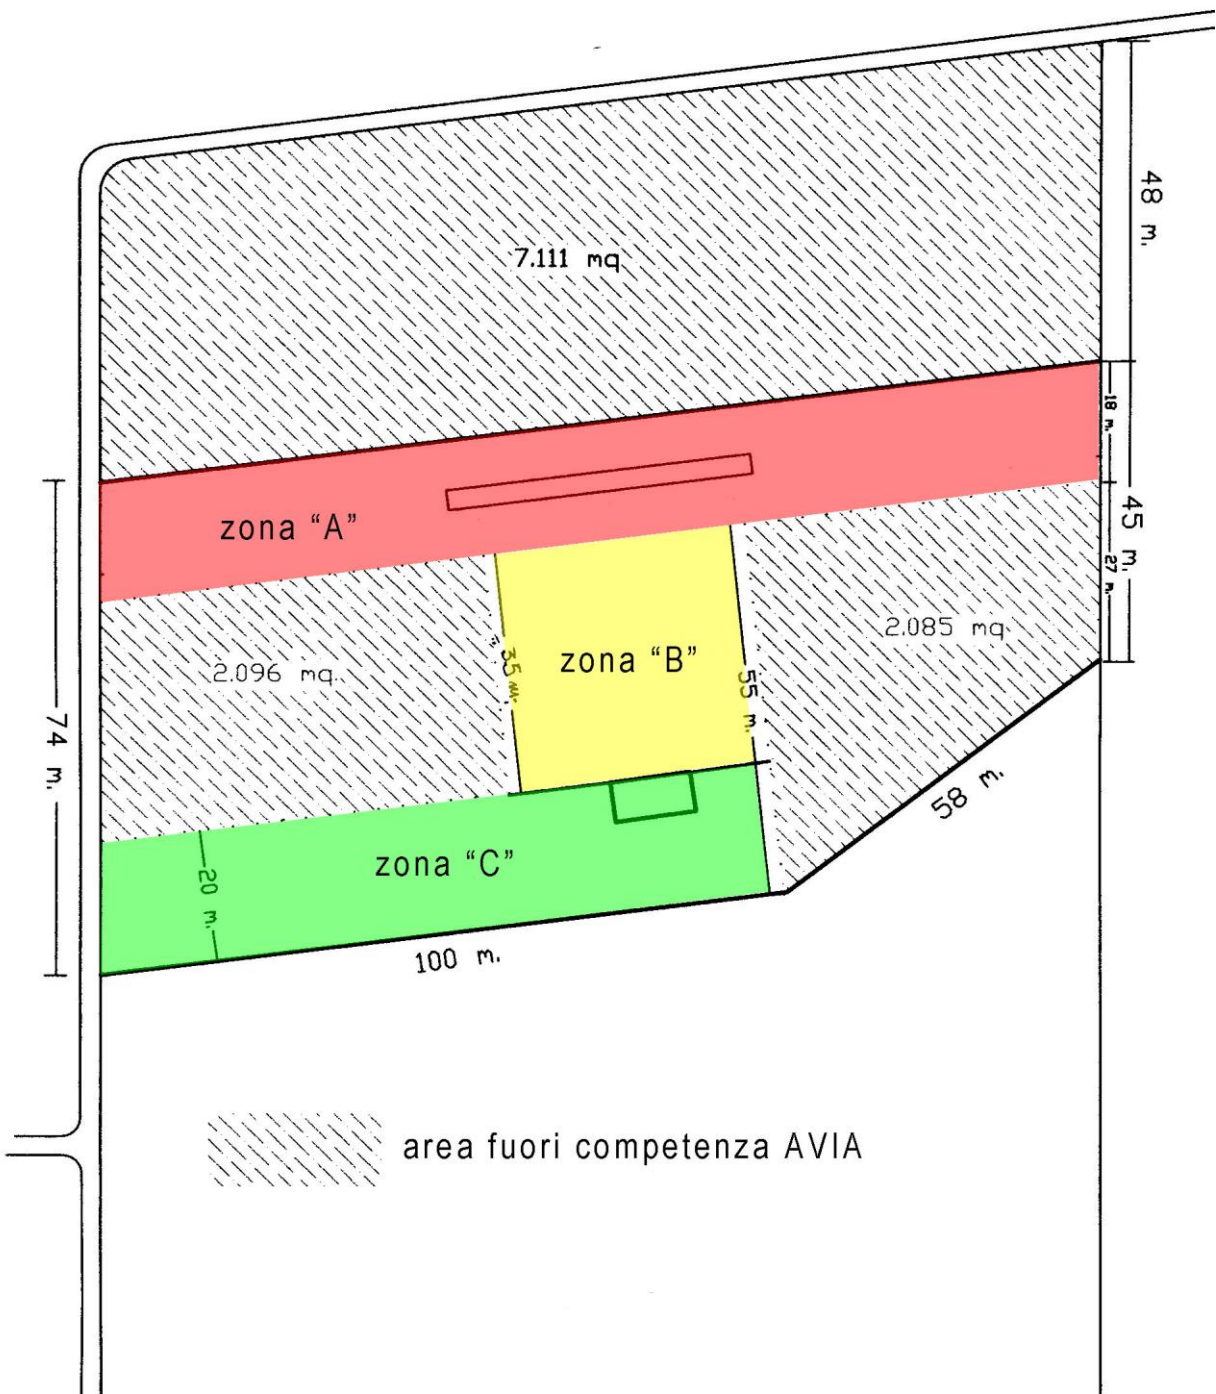 48 m.
7.111 mq
18 m.
zona “A”
45 m.
27 m.
2.085 mq
zona “B”
35 m.
2.096 mq.
55 m.
74 m.
58 m.
zona “C”
20 m.
100 m.
area fuori competenza AVIA